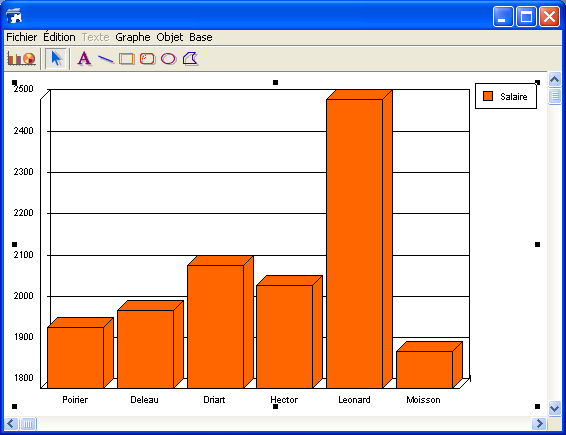 Fichier Édition Texte Graphe Objet Base
A
Salaire
2500
2400
2300
2200
2100
2000
1900
1800
Poirier Deleau Driart Hector Leonard Moisson